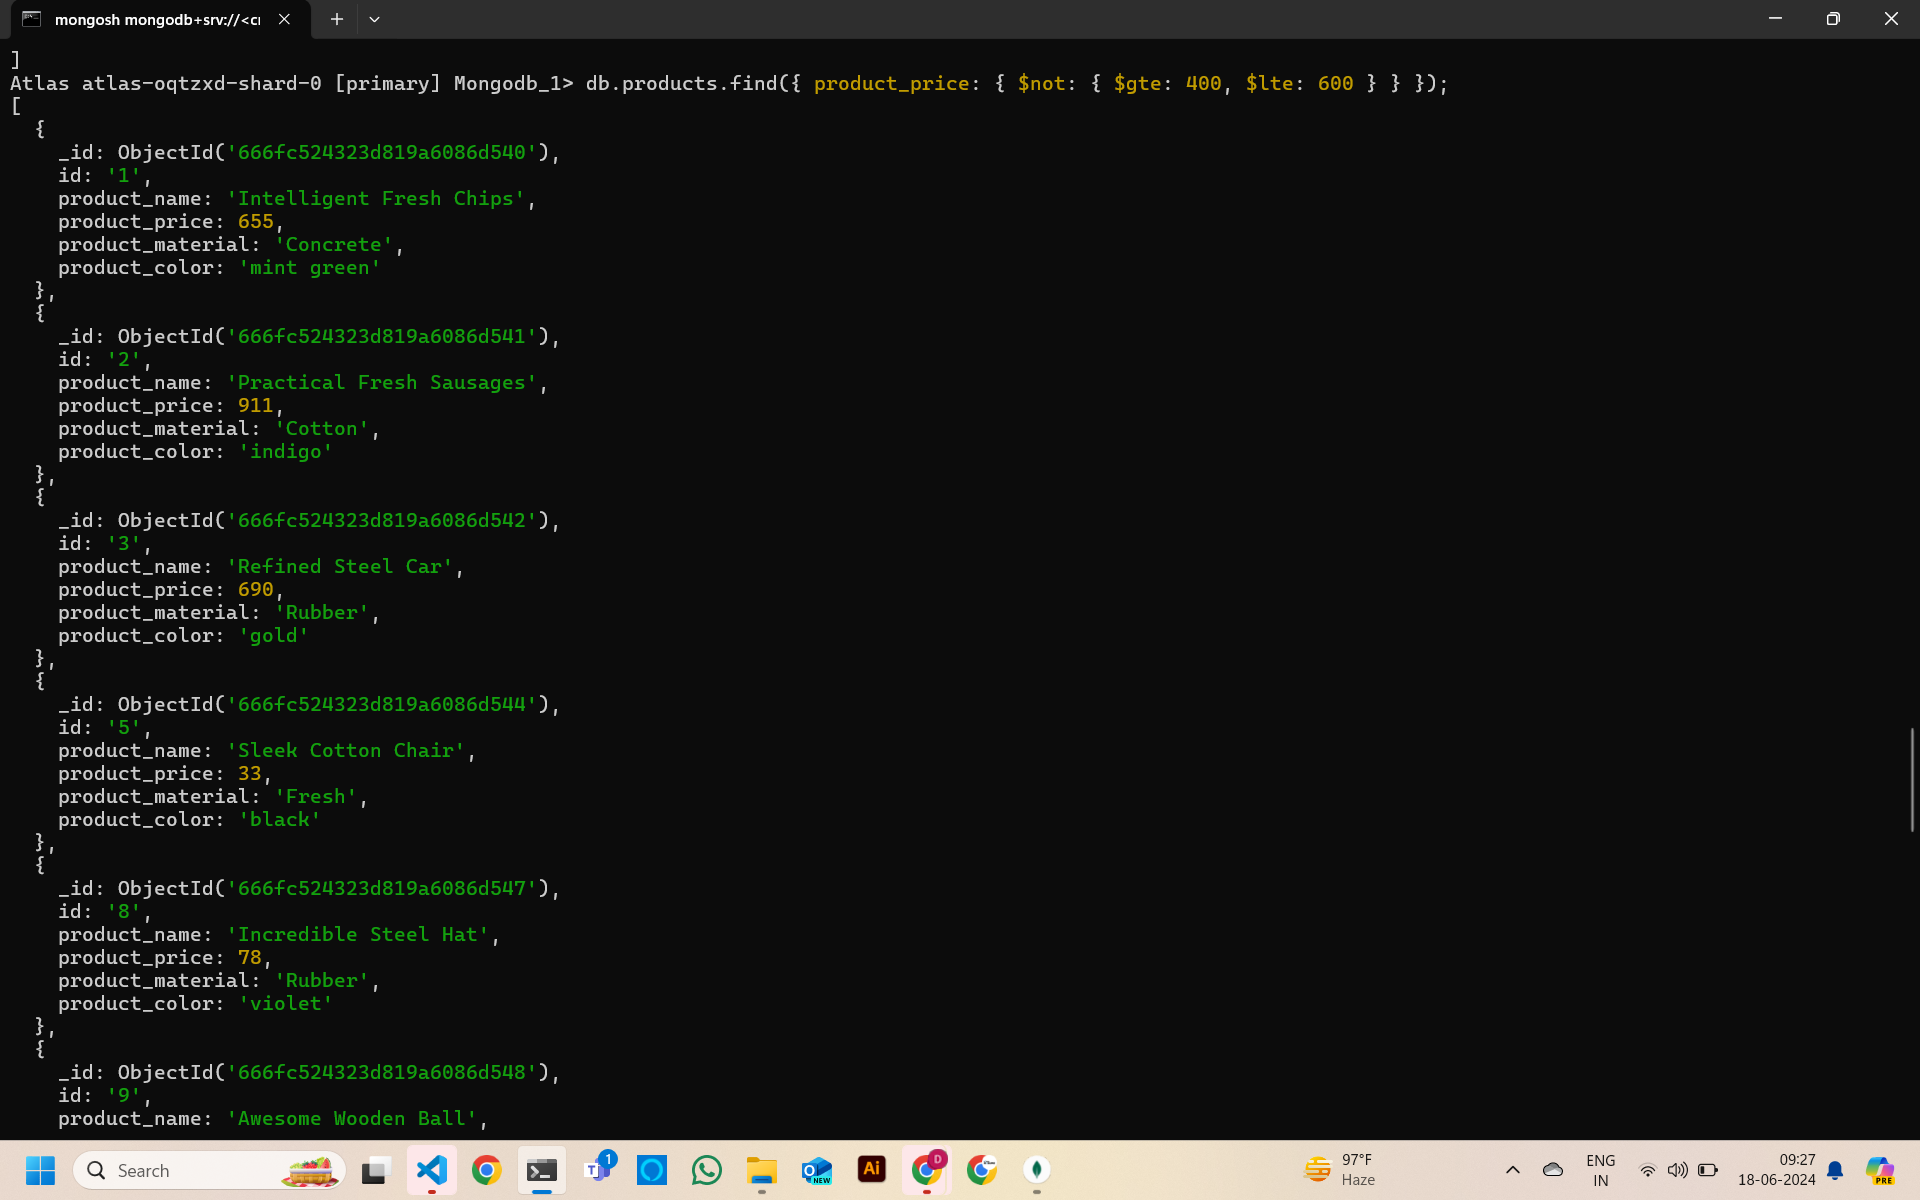 mongosh mongodb+srv://<cr
]
Atlas atlas-oqtzxd-shard-0 [primary] Mongodb_1> db.products.find({ product_price: { $not: { $gte: 400, $lte: 600 } } });
[
  {
    _id: ObjectId('666fc524323d819a6086d540'),
    id: '1',
    product_name: 'Intelligent Fresh Chips',
    product_price: 655,
    product_material: 'Concrete',
    product_color: 'mint green'
  },
  {
    _id: ObjectId('666fc524323d819a6086d541'),
    id: '2',
    product_name: 'Practical Fresh Sausages',
    product_price: 911,
    product_material: 'Cotton',
    product_color: 'indigo'
  },
  {
    _id: ObjectId('666fc524323d819a6086d542'),
    id: '3',
    product_name: 'Refined Steel Car',
    product_price: 690,
    product_material: 'Rubber',
    product_color: 'gold'
  },
  {
    _id: ObjectId('666fc524323d819a6086d544'),
    id: '5',
    product_name: 'Sleek Cotton Chair',
    product_price: 33,
    product_material: 'Fresh',
    product_color: 'black'
  },
  {
    _id: ObjectId('666fc524323d819a6086d547'),
    id: '8',
    product_name: 'Incredible Steel Hat',
    product_price: 78,
    product_material: 'Rubber',
    product_color: 'violet'
  },
  {
    _id: ObjectId('666fc524323d819a6086d548'),
    id: '9',
    product_name: 'Awesome Wooden Ball',
Search
T
1
O
NEW
Ai
D
97°F
Haze
ENG
IN
09:27
18-06-2024
PRE